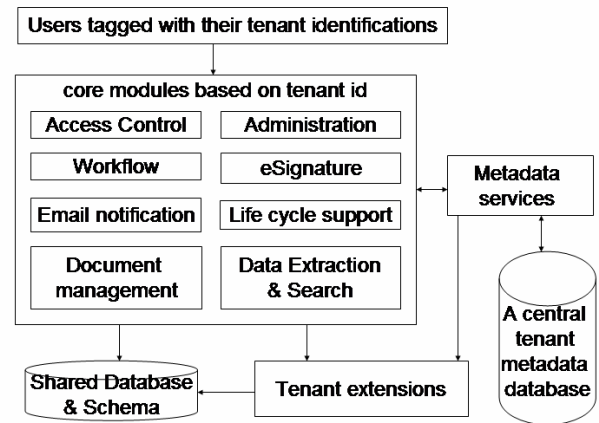 Users tagged with their tenant identifications
core modules based on tenant id
Access Control
Administration
Workflow
eSignature
Email notification
Life cycle support
Document
management
Data Extraction
& Search
Metadata
services
A central
tenant
metadata
database
Shared Database
& Schema
Tenant extensions